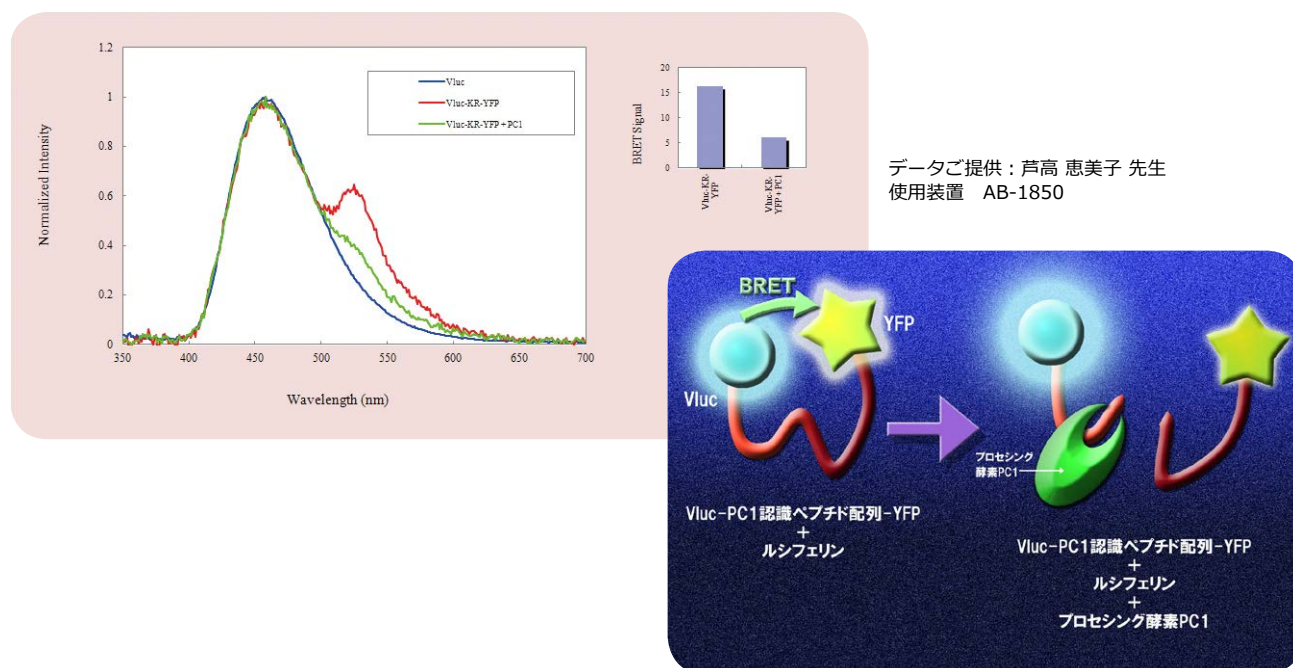 1.2
1
0.8
0.6
0.4
0.2
0
350
400
450
500
550
600
650
700
Normalized Intensity
Wavelength (nm)
Vluc
Vluc-KR-YFP
Vluc-KR-YFP + PC1
20
15
10
5
0
BRET Signal
Vluc-KR-
YFP
Vluc-KR-
YFP + PC1
データご提供：芦高 恵美子 先生
使用装置　AB-1850
BRET
YFP
Vluc
プロセシング
酵素PC1
Vluc-PC1認識ペプチド配列-YFP
+
ルシフェリン
Vluc-PC1認識ペプチド配列-YFP
+
ルシフェリン
+
プロセシング酵素PC1